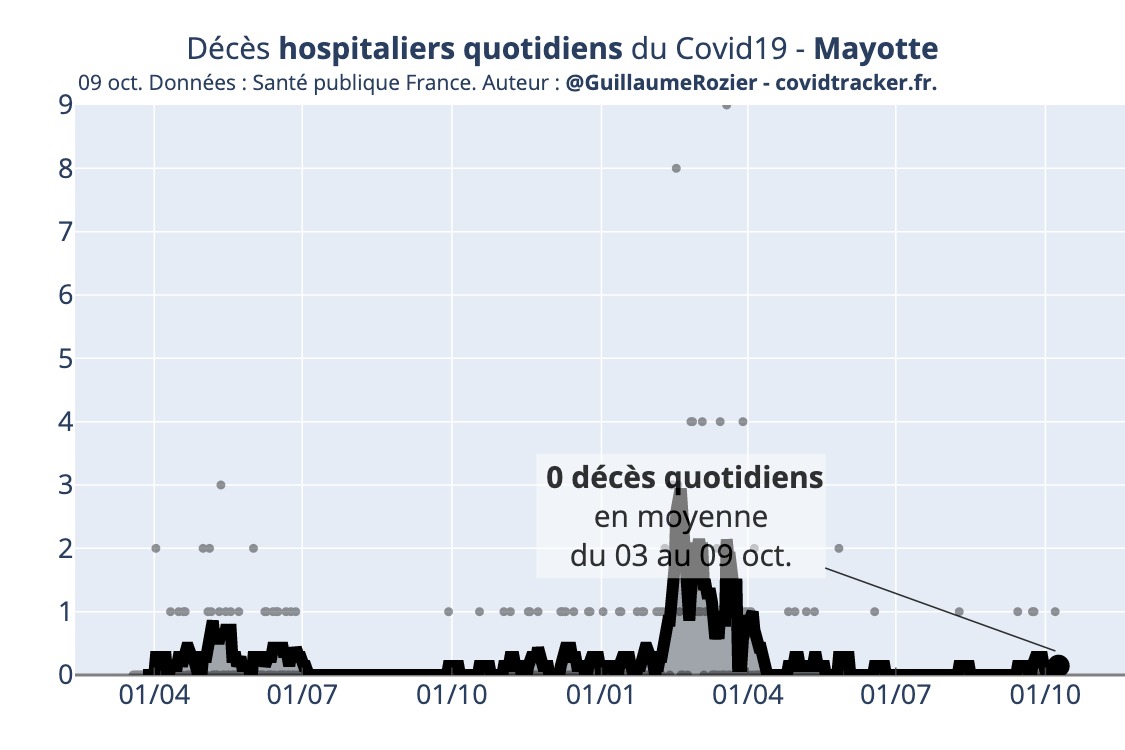 Décès hospitaliers quotidiens du Covid19 - Mayotte
09 oct. Données : Santé publique France. Auteur : @GuillaumeRozier - covidtracker.fr.
9
8
7
6
5
4
3
2
1
0
0 décès quotidiens
en moyenne
du 03 au 09 oct.
01/04 01/07 01/10 01/01 01/04 01/07 01/10